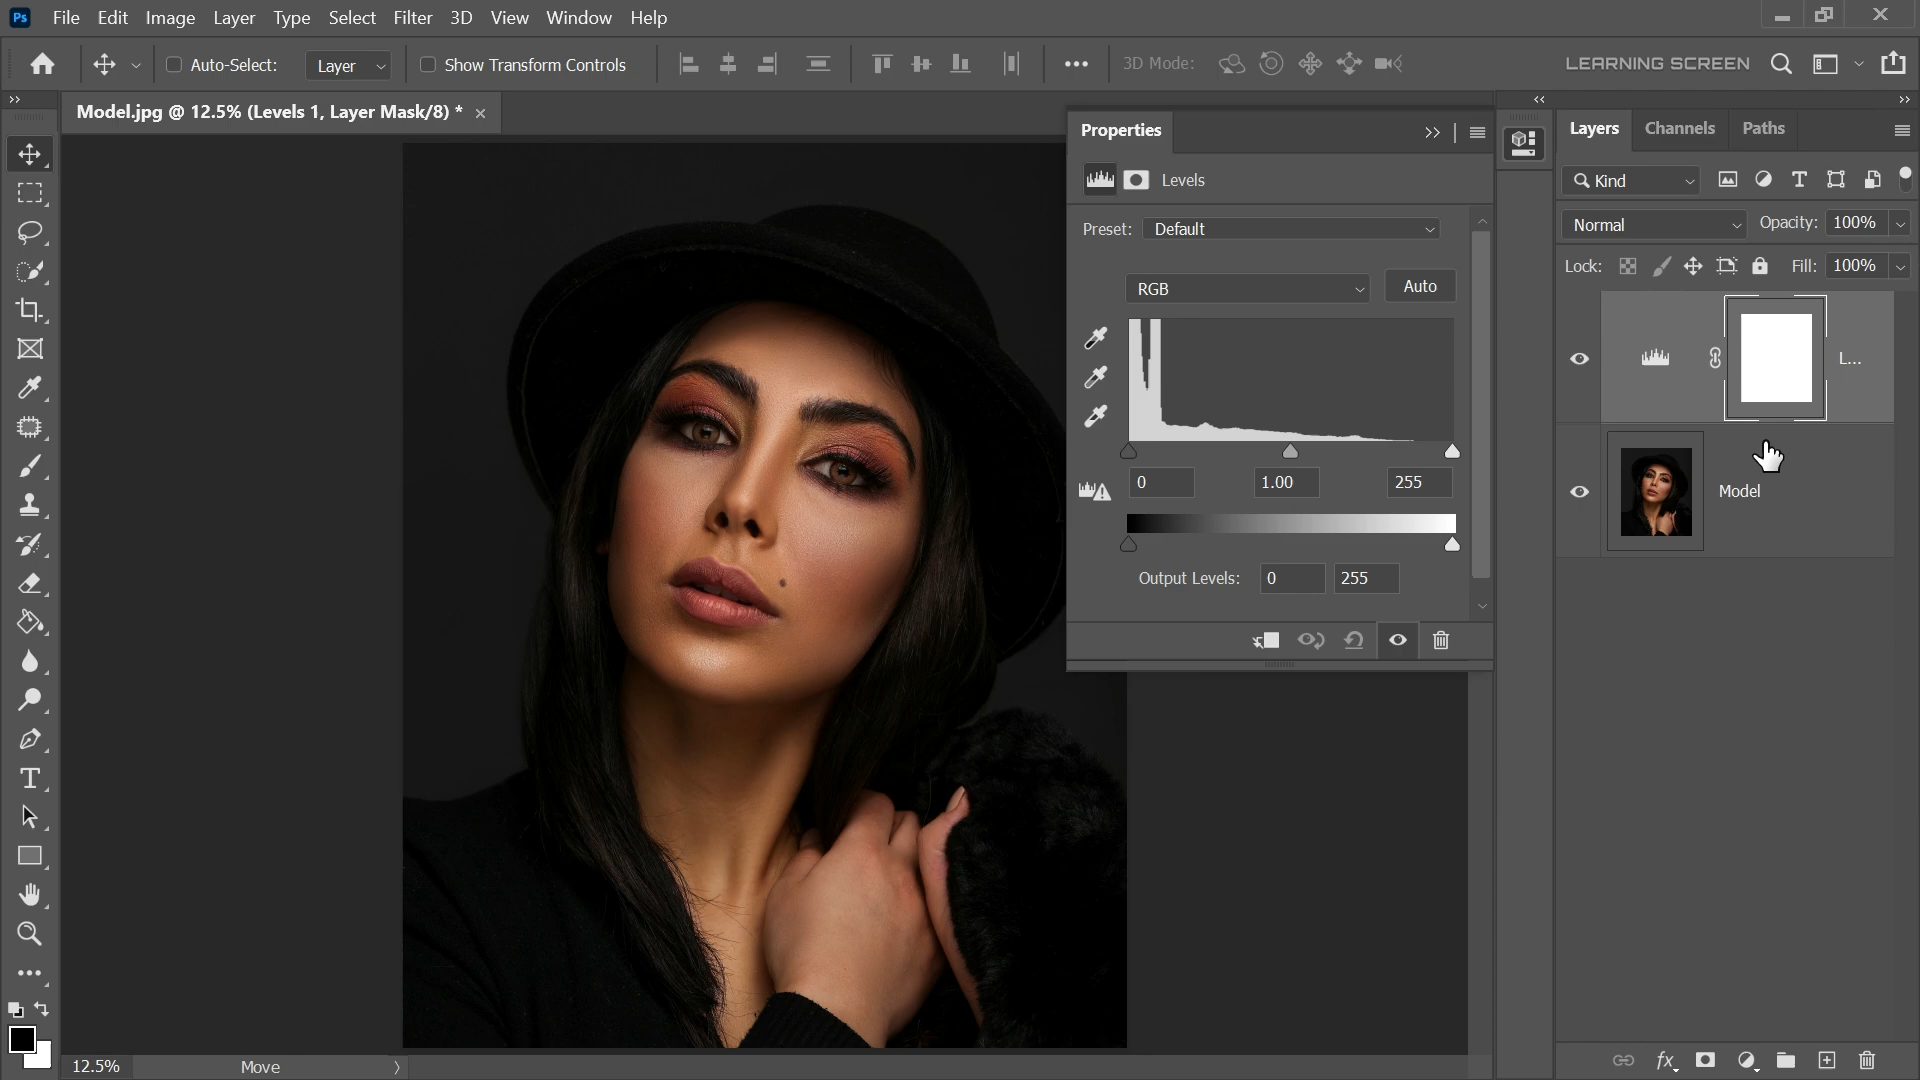 Ps File Edit Image Layer Type Select Filter 3D View Window Help
Auto-Select: Layer Show Transform Controls 3D Mode: LEARNING SCREEN
Model.jpg @ 12.5% (Levels 1, Layer Mask/8) *
Properties
Levels
Preset: Default
RGB Auto
0 1.00 255
Output Levels: 0 255
Layers Channels Paths
Kind
Normal Opacity: 100%
Lock: Fill: 100%
L...
Model
fx
12.5% Move